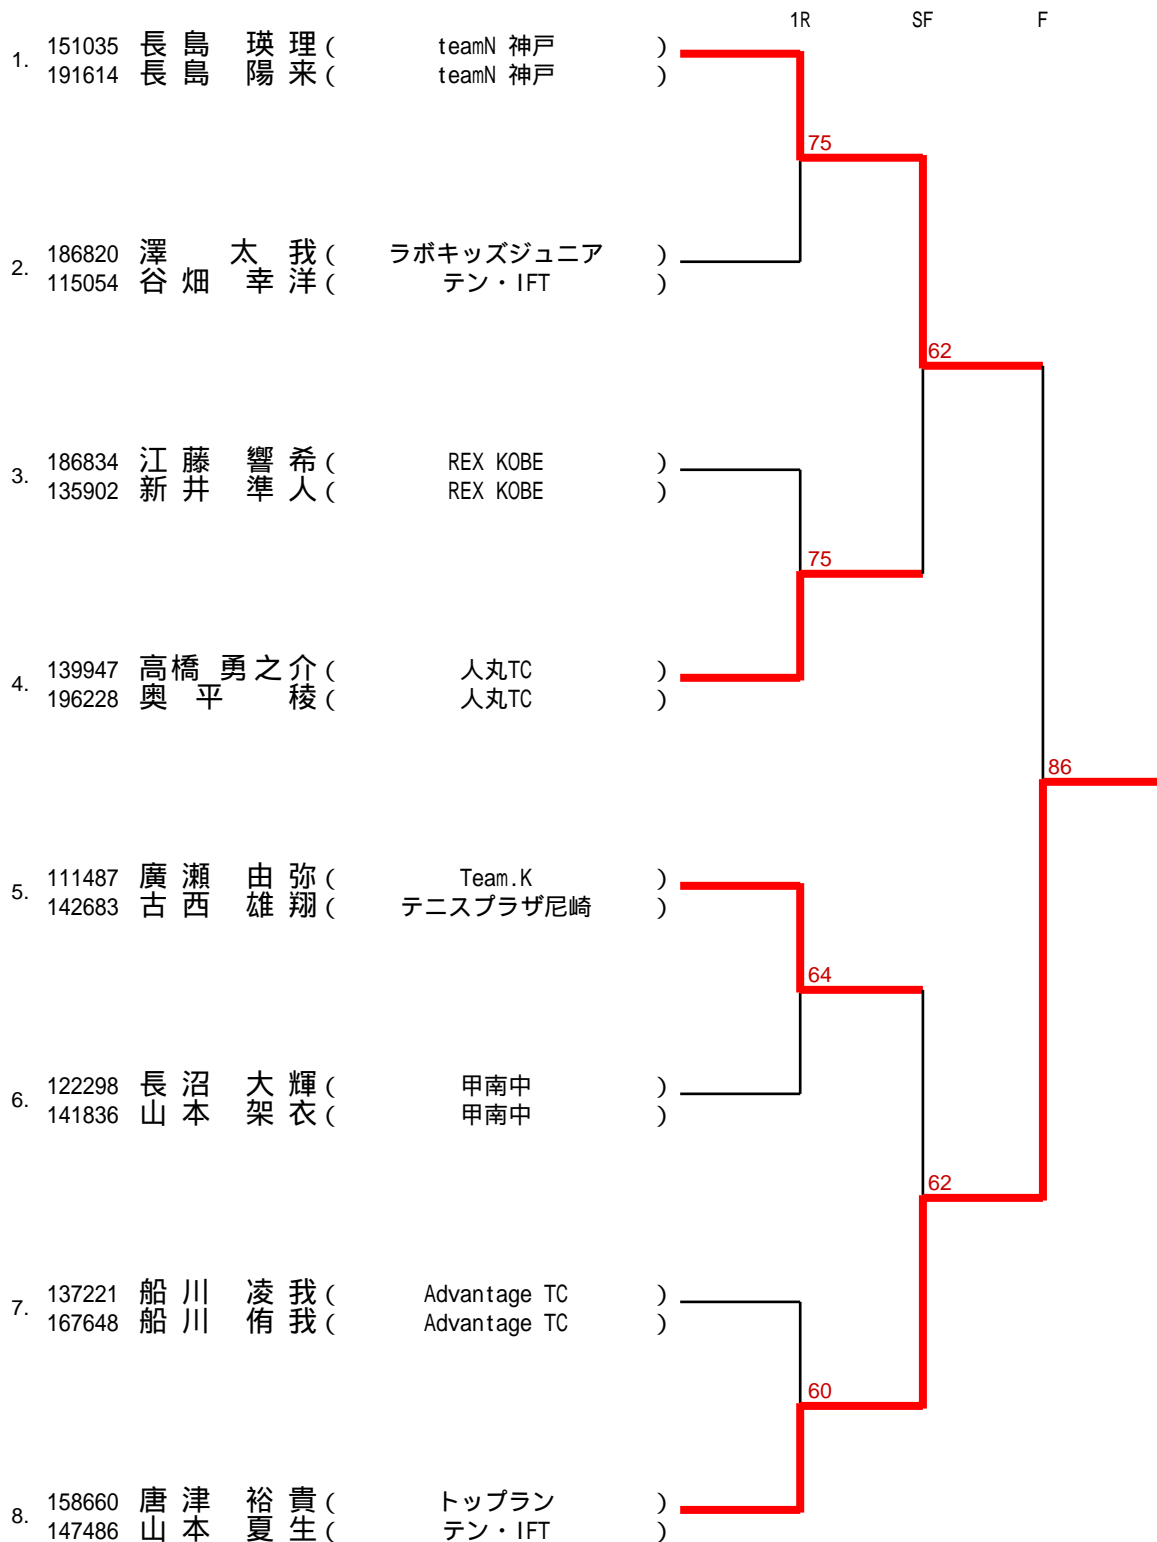 1R SF F
1. 151035 長島 瑛理 ( teamN 神戸 )
191614 長島 陽来 ( teamN 神戸 )
75
2. 186820 澤 太我 ( ラボキッズジュニア )
115054 谷畑 幸洋 ( テン・IFT )
62
3. 186834 江藤 響希 ( REX KOBE )
135902 新井 準人 ( REX KOBE )
75
4. 139947 高橋 勇之介 ( 人丸TC )
196228 奥平 稜 ( 人丸TC )
86
5. 111487 廣瀬 由弥 ( Team.K )
142683 古西 雄翔 ( テニスプラザ尼崎 )
64
6. 122298 長沼 大輝 ( 甲南中 )
141836 山本 架衣 ( 甲南中 )
62
7. 137221 船川 凌我 ( Advantage TC )
167648 船川 侑我 ( Advantage TC )
60
8. 158660 唐津 裕貴 ( トップラン )
147486 山本 夏生 ( テン・IFT )